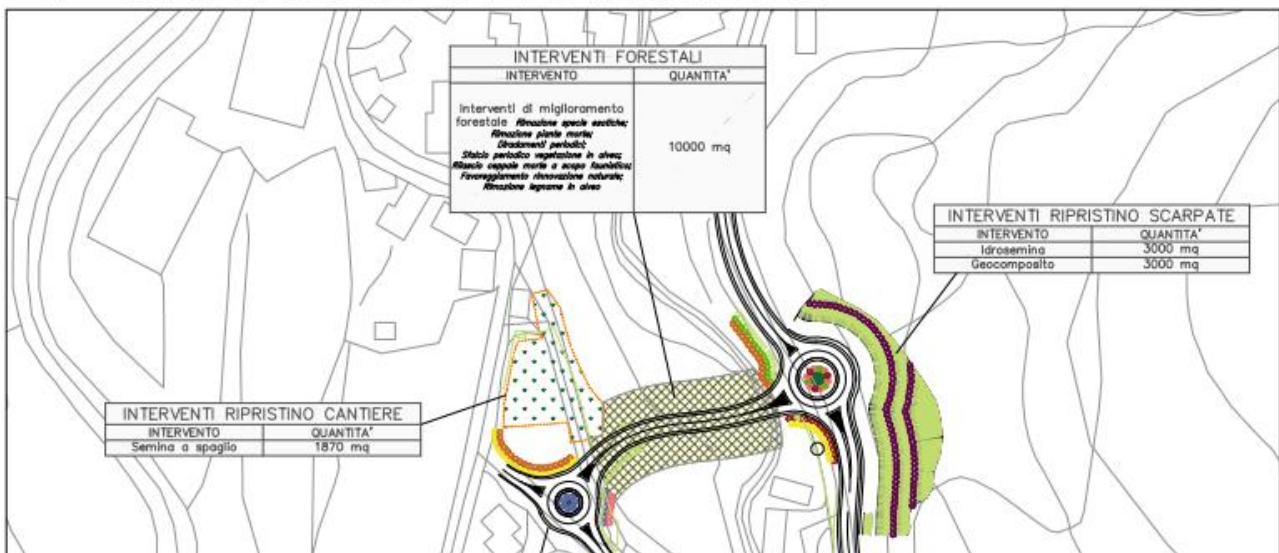 INTERVENTI FORESTALI
INTERVENTO QUANTITA'
Interventi di miglioramento
forestale Rimozione specie esotiche;
Rimozione piante morte;
Diradamenti periodici;
Sfalcio periodico vegetazione in alveo;
Rilascio ceppaie morte a scopo faunistico;
Favoreggiamento rinnovazione naturale;
Rimozione legname in alveo
10000 mq
INTERVENTI RIPRISTINO SCARPATE
INTERVENTO QUANTITA'
Idrosemina 3000 mq
Geocomposito 3000 mq
INTERVENTI RIPRISTINO CANTIERE
INTERVENTO QUANTITA'
Semina a spaglio 1870 mq